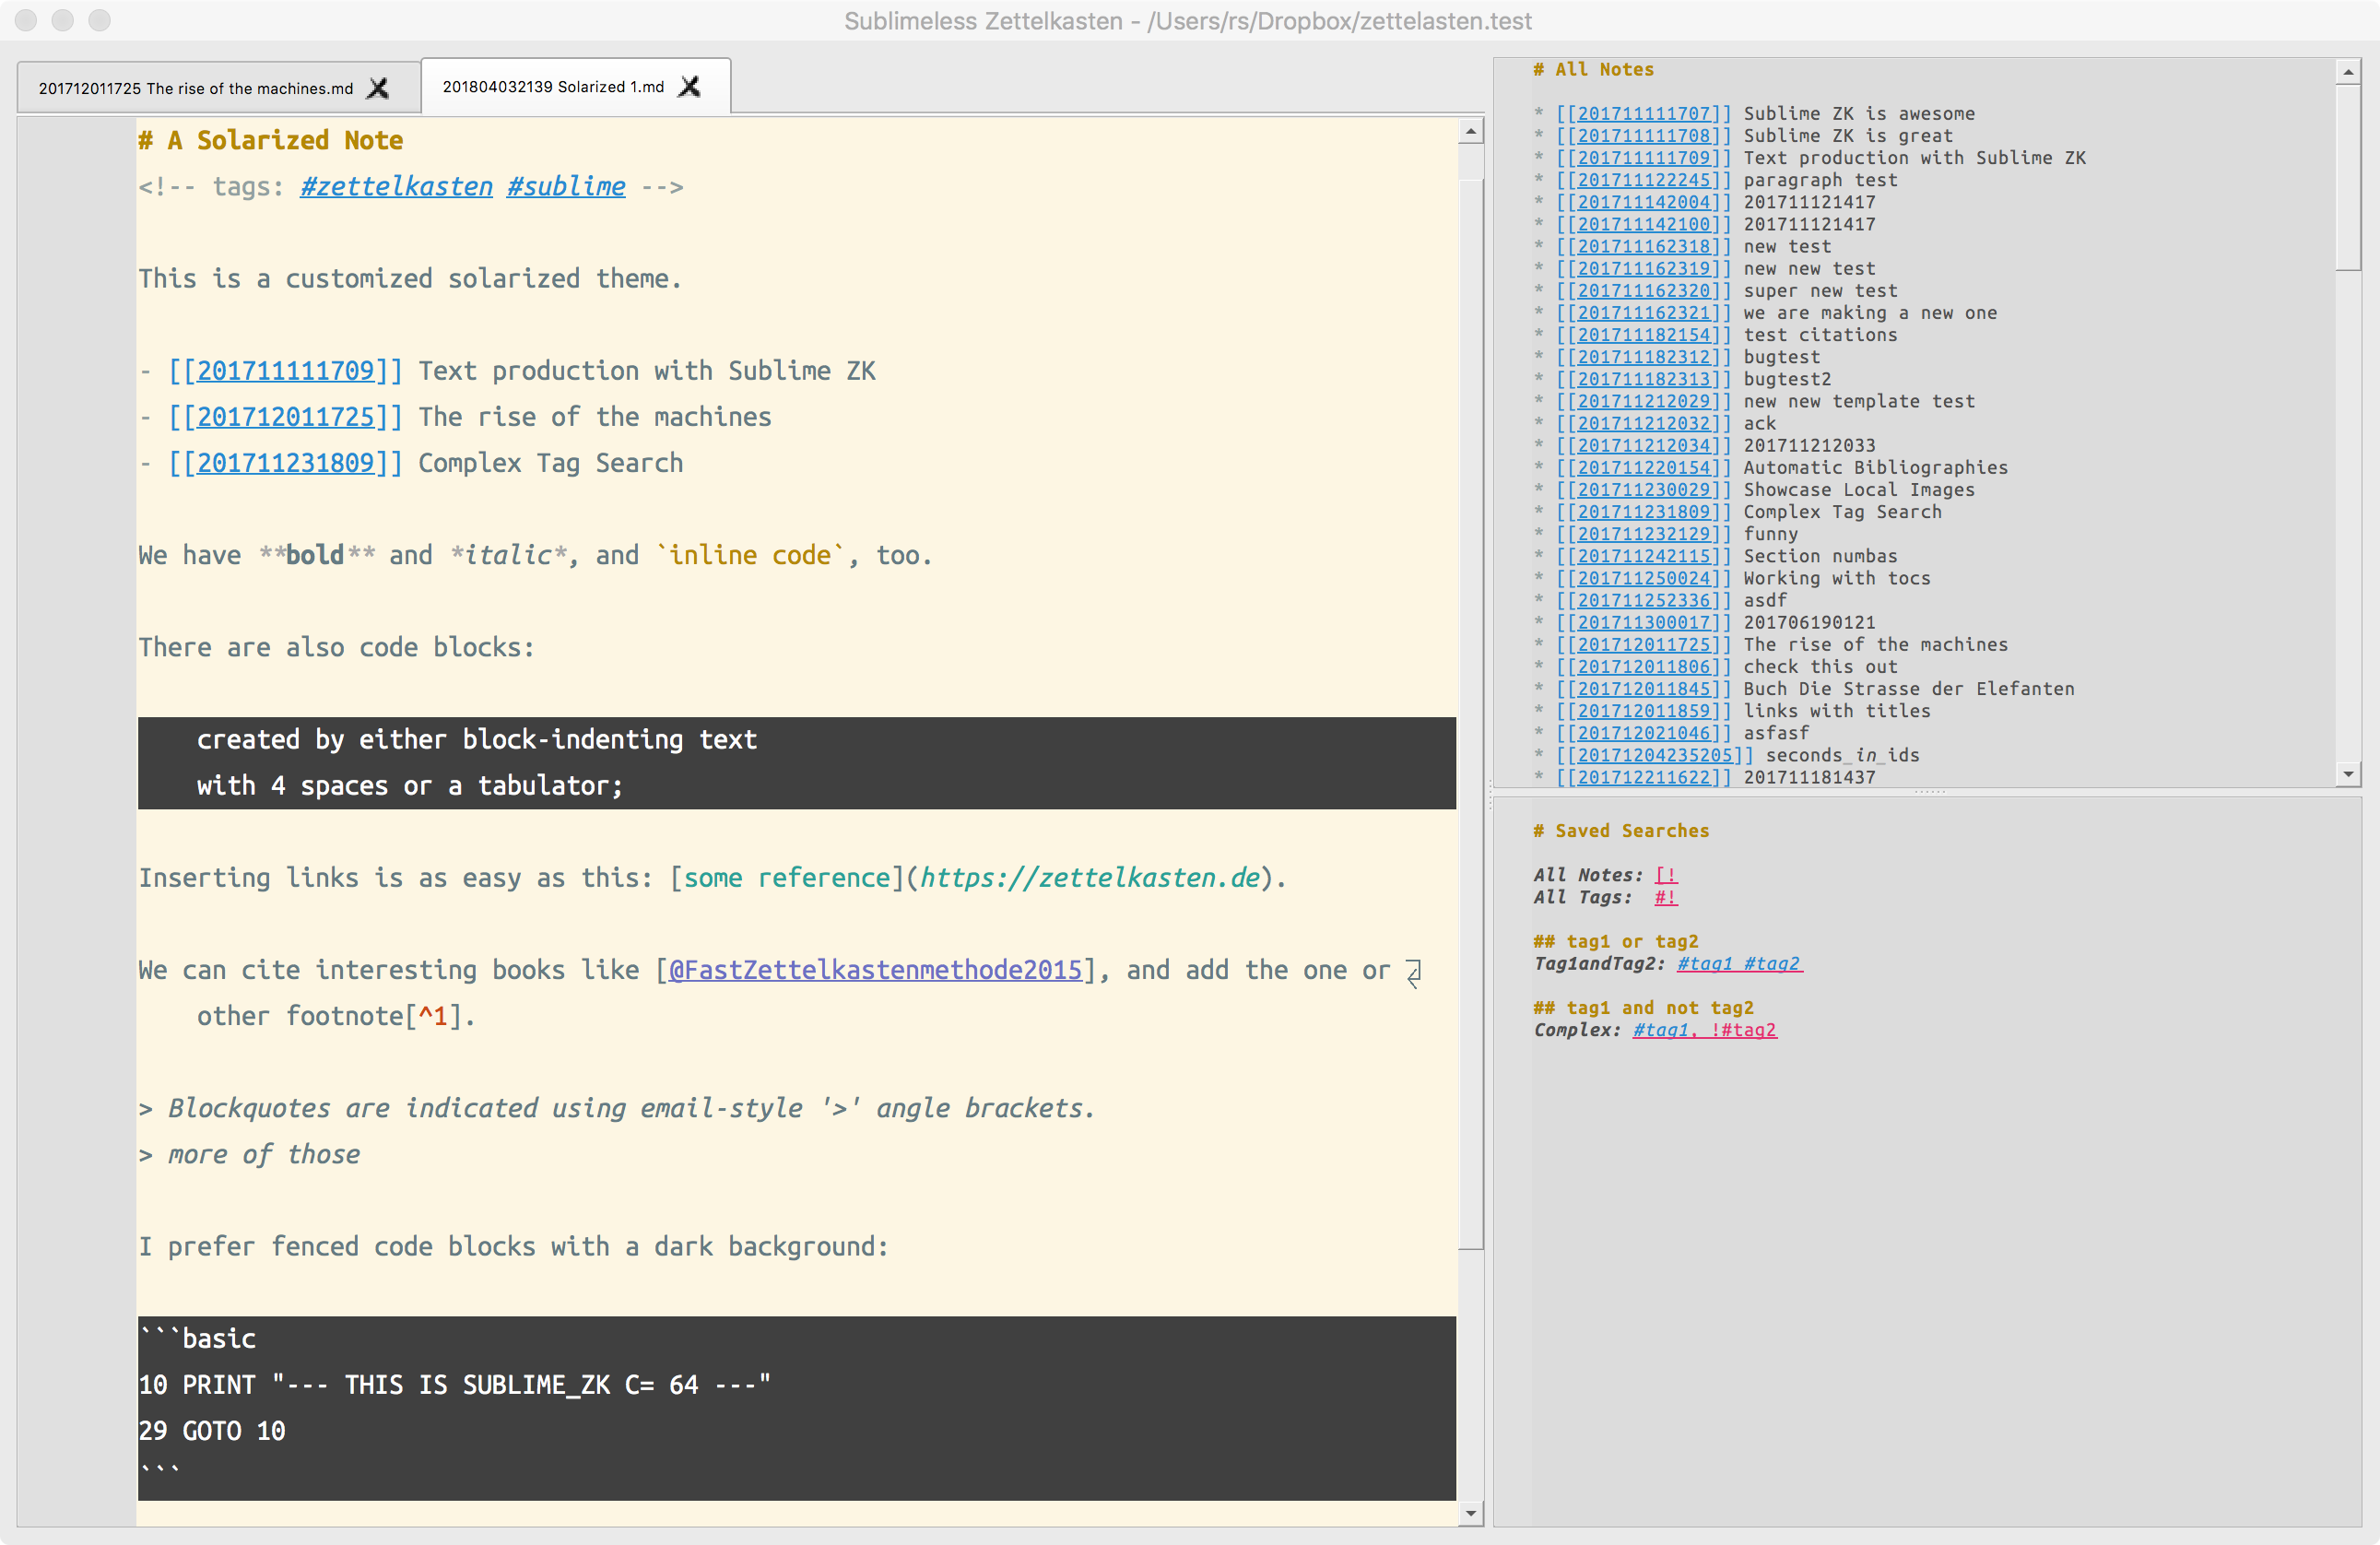 Sublimeless Zettelkasten - /Users/rs/Dropbox/zettelasten.test
201712011725 The rise of the machines.md
201804032139 Solarized 1.md
# A Solarized Note
<!-- tags: #zettelkasten #sublime -->
This is a customized solarized theme.
- [[201711111709]] Text production with Sublime ZK
- [[201712011725]] The rise of the machines
- [[201711231809]] Complex Tag Search
We have **bold** and *italic*, and `inline code`, too.
There are also code blocks:
created by either block-indenting text
with 4 spaces or a tabulator;
Inserting links is as easy as this: [some reference](https://zettelkasten.de).
We can cite interesting books like [@FastZettelkastenmethode2015], and add the one or
other footnote[^1].
> Blockquotes are indicated using email-style '>' angle brackets.
> more of those
I prefer fenced code blocks with a dark background:
```basic
10 PRINT "--- THIS IS SUBLIME_ZK C= 64 ---"
29 GOTO 10
```
# All Notes
* [[201711111707]] Sublime ZK is awesome
* [[201711111708]] Sublime ZK is great
* [[201711111709]] Text production with Sublime ZK
* [[201711122245]] paragraph test
* [[201711142004]] 201711121417
* [[201711142100]] 201711121417
* [[201711162318]] new test
* [[201711162319]] new new test
* [[201711162320]] super new test
* [[201711162321]] we are making a new one
* [[201711182154]] test citations
* [[201711182312]] bugtest
* [[201711182313]] bugtest2
* [[201711212029]] new new template test
* [[201711212032]] ack
* [[201711212034]] 201711212033
* [[201711220154]] Automatic Bibliographies
* [[201711230029]] Showcase Local Images
* [[201711231809]] Complex Tag Search
* [[201711232129]] funny
* [[201711242115]] Section numbas
* [[201711250024]] Working with tocs
* [[201711252336]] asdf
* [[201711300017]] 201706190121
* [[201712011725]] The rise of the machines
* [[201712011806]] check this out
* [[201712011845]] Buch Die Strasse der Elefanten
* [[201712011859]] links with titles
* [[201712021046]] asfasf
* [[20171204235205]] seconds_in_ids
* [[201712211622]] 201711181437
# Saved Searches
All Notes: [!
All Tags: #!
## tag1 or tag2
Tag1andTag2: #tag1 #tag2
## tag1 and not tag2
Complex: #tag1, !#tag2